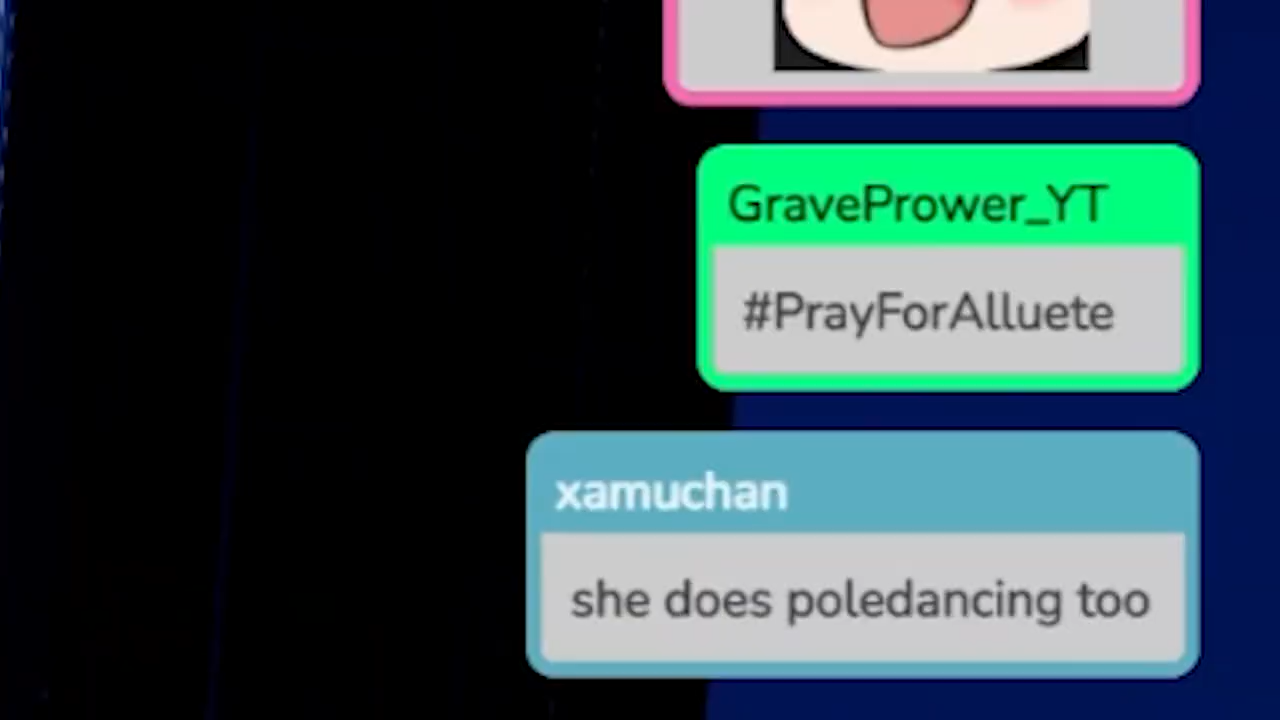 GravePrower_YT
#PrayForAlluete
xamuchan
she does poledancing too